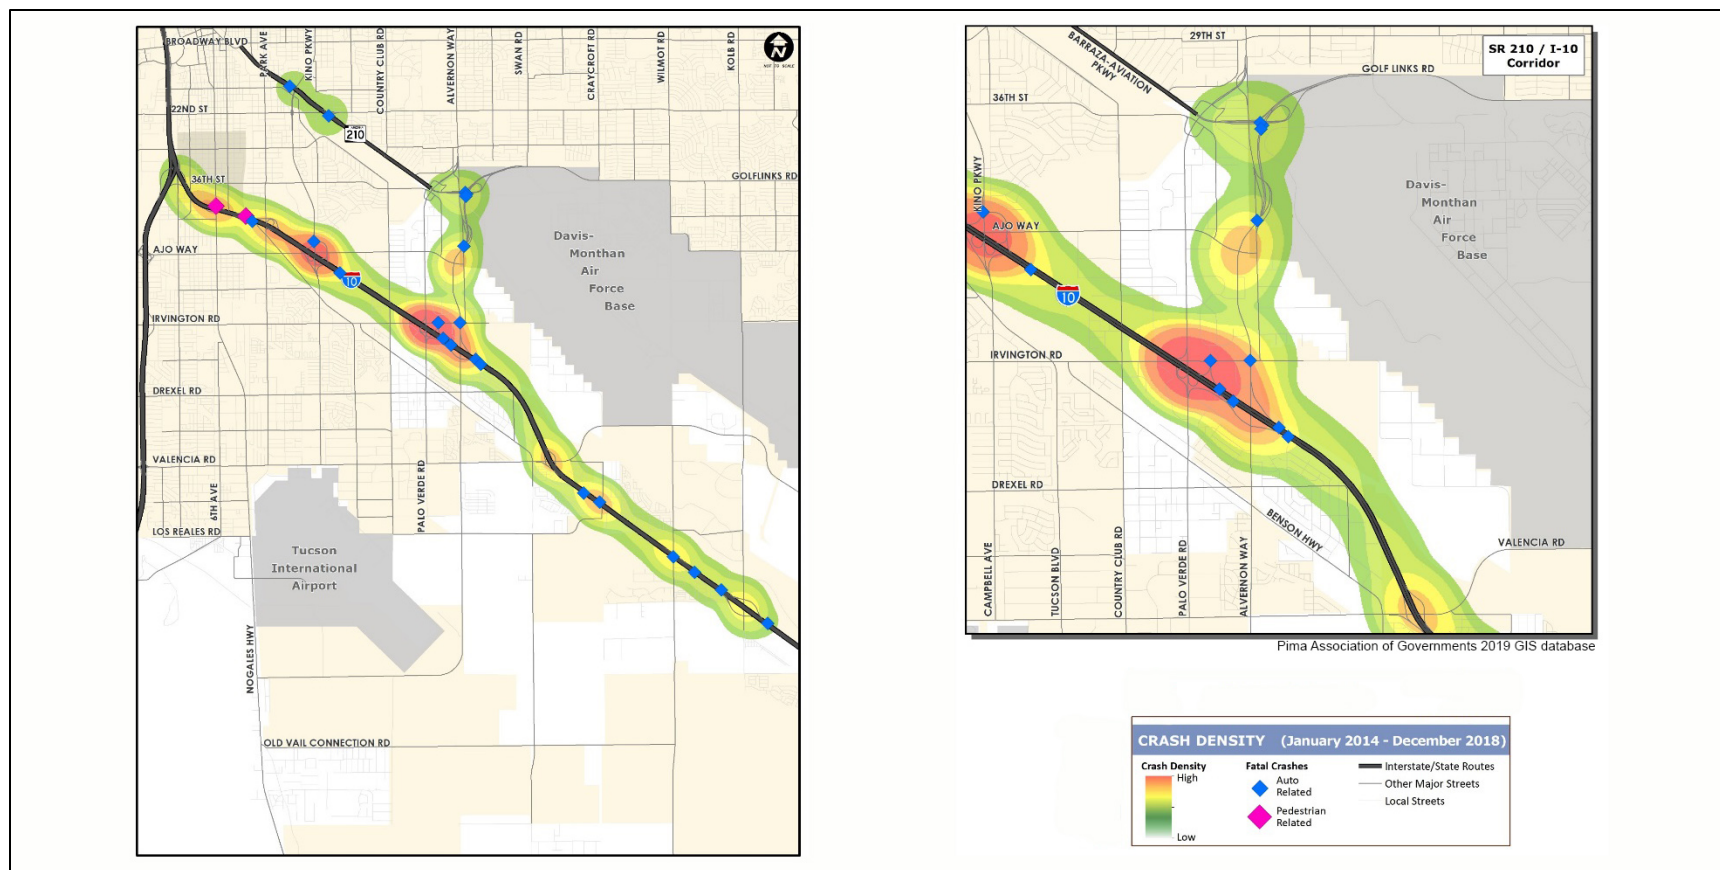 BROADWAY BLVD
PARK AVE
KINO PKWY
COUNTRY CLUB RD
ALVERNON WAY
SWAN RD
CRAYCROFT RD
WILMOT RD
KOLB RD
NOT TO SCALE
22ND ST
210
36TH ST
GOLFLINKS RD
AJO WAY
10
Davis-
Monthan
Air
Force
Base
IRVINGTON RD
DREXEL RD
VALENCIA RD
6TH AVE
PALO VERDE RD
LOS REALES RD
Tucson
International
Airport
NOGALES HWY
OLD VAIL CONNECTION RD
29TH ST
BARRAZA-AVIATION
PKWY
SR 210 / I-10
Corridor
GOLF LINKS RD
36TH ST
KINO PKWY
Davis-
Monthan
Air
Force
Base
AJO WAY
10
IRVINGTON RD
DREXEL RD
BENSON HWY
VALENCIA RD
CAMPBELL AVE
TUCSON BLVD
COUNTRY CLUB RD
PALO VERDE RD
ALVERNON WAY
Pima Association of Governments 2019 GIS database
CRASH DENSITY (January 2014 - December 2018)
Crash Density
High
Low
Fatal Crashes
Auto
Related
Pedestrian
Related
Interstate/State Routes
Other Major Streets
Local Streets